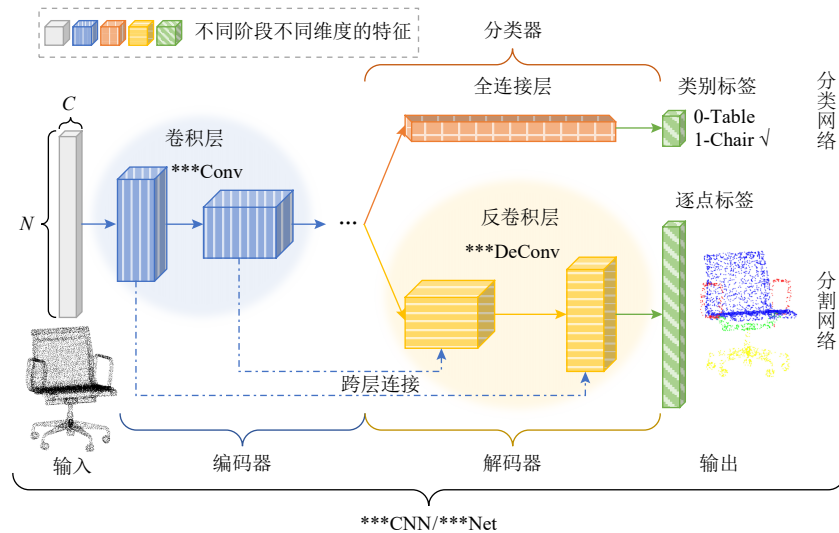 不同阶段不同维度的特征
分类器
C
卷积层
***Conv
全连接层
类别标签
0-Table
1-Chair √
分类网络
N
...
反卷积层
***DeConv
逐点标签
分割网络
跨层连接
输入
编码器
解码器
输出
***CNN/***Net